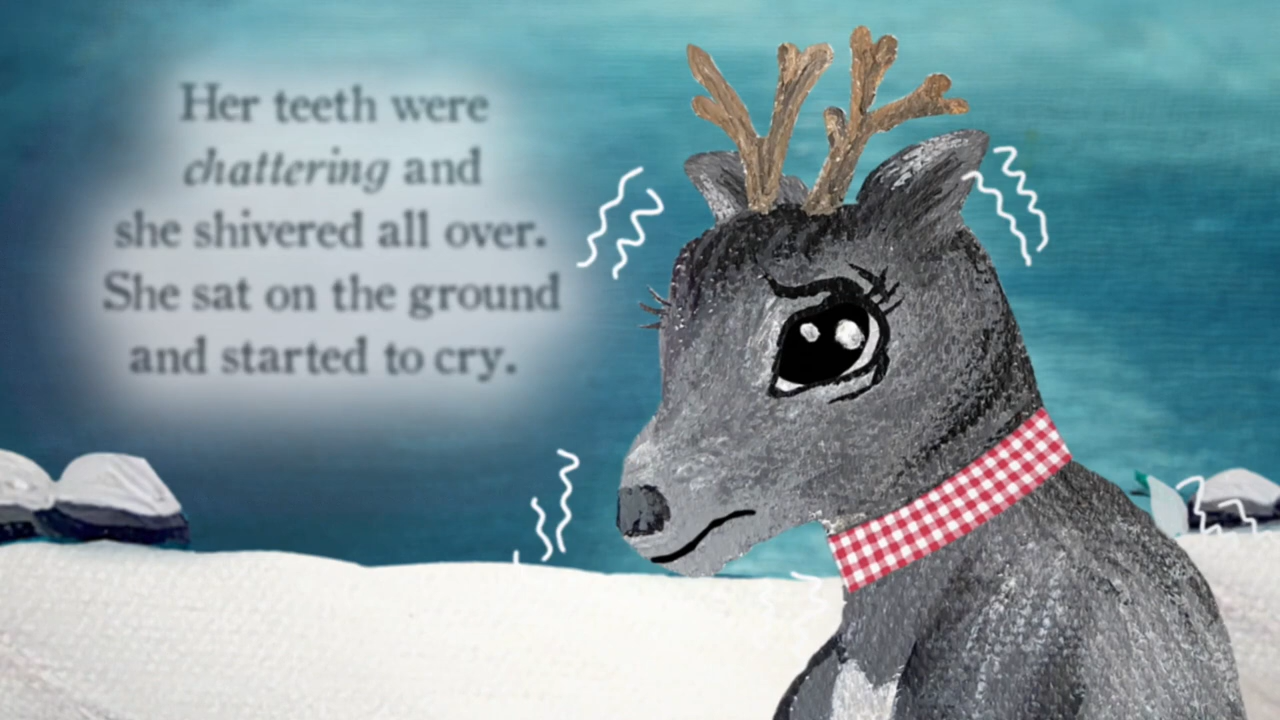 Her teeth were
chattering and
she shivered all over.
She sat on the ground
and started to cry.